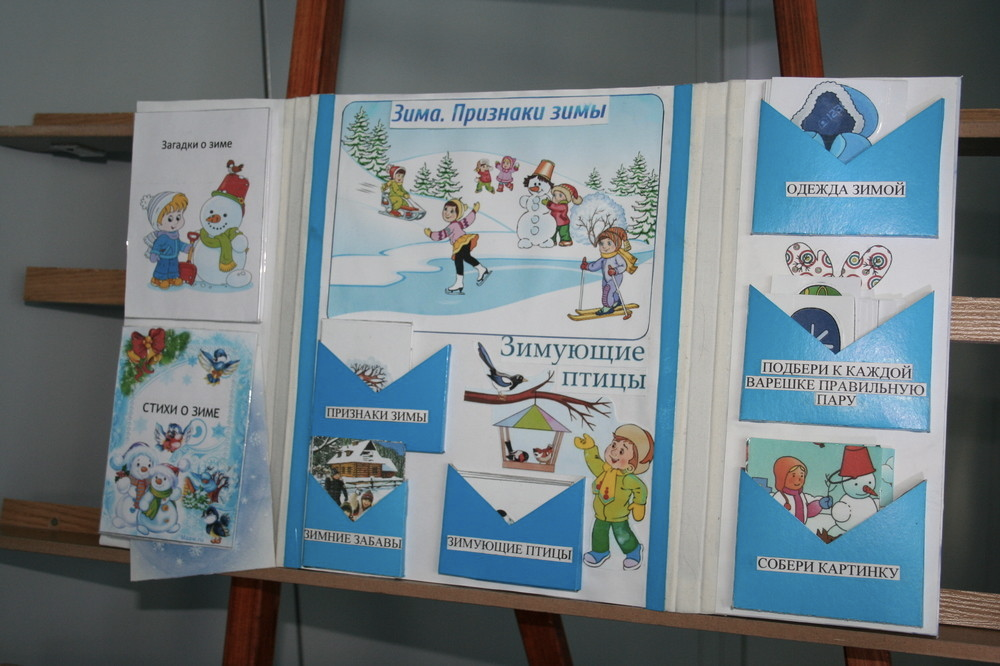 Загадки о зиме
СТИХИ О ЗИМЕ
Зима. Признаки зимы
Зимующие
птицы
ПРИЗНАКИ ЗИМЫ
ЗИМНИЕ ЗАБАВЫ
ЗИМУЮЩИЕ ПТИЦЫ
ОДЕЖДА ЗИМОЙ
ПОДБЕРИ К КАЖДОЙ
ВАРЕШКЕ ПРАВИЛЬНУЮ
ПАРУ
СОБЕРИ КАРТИНКУ